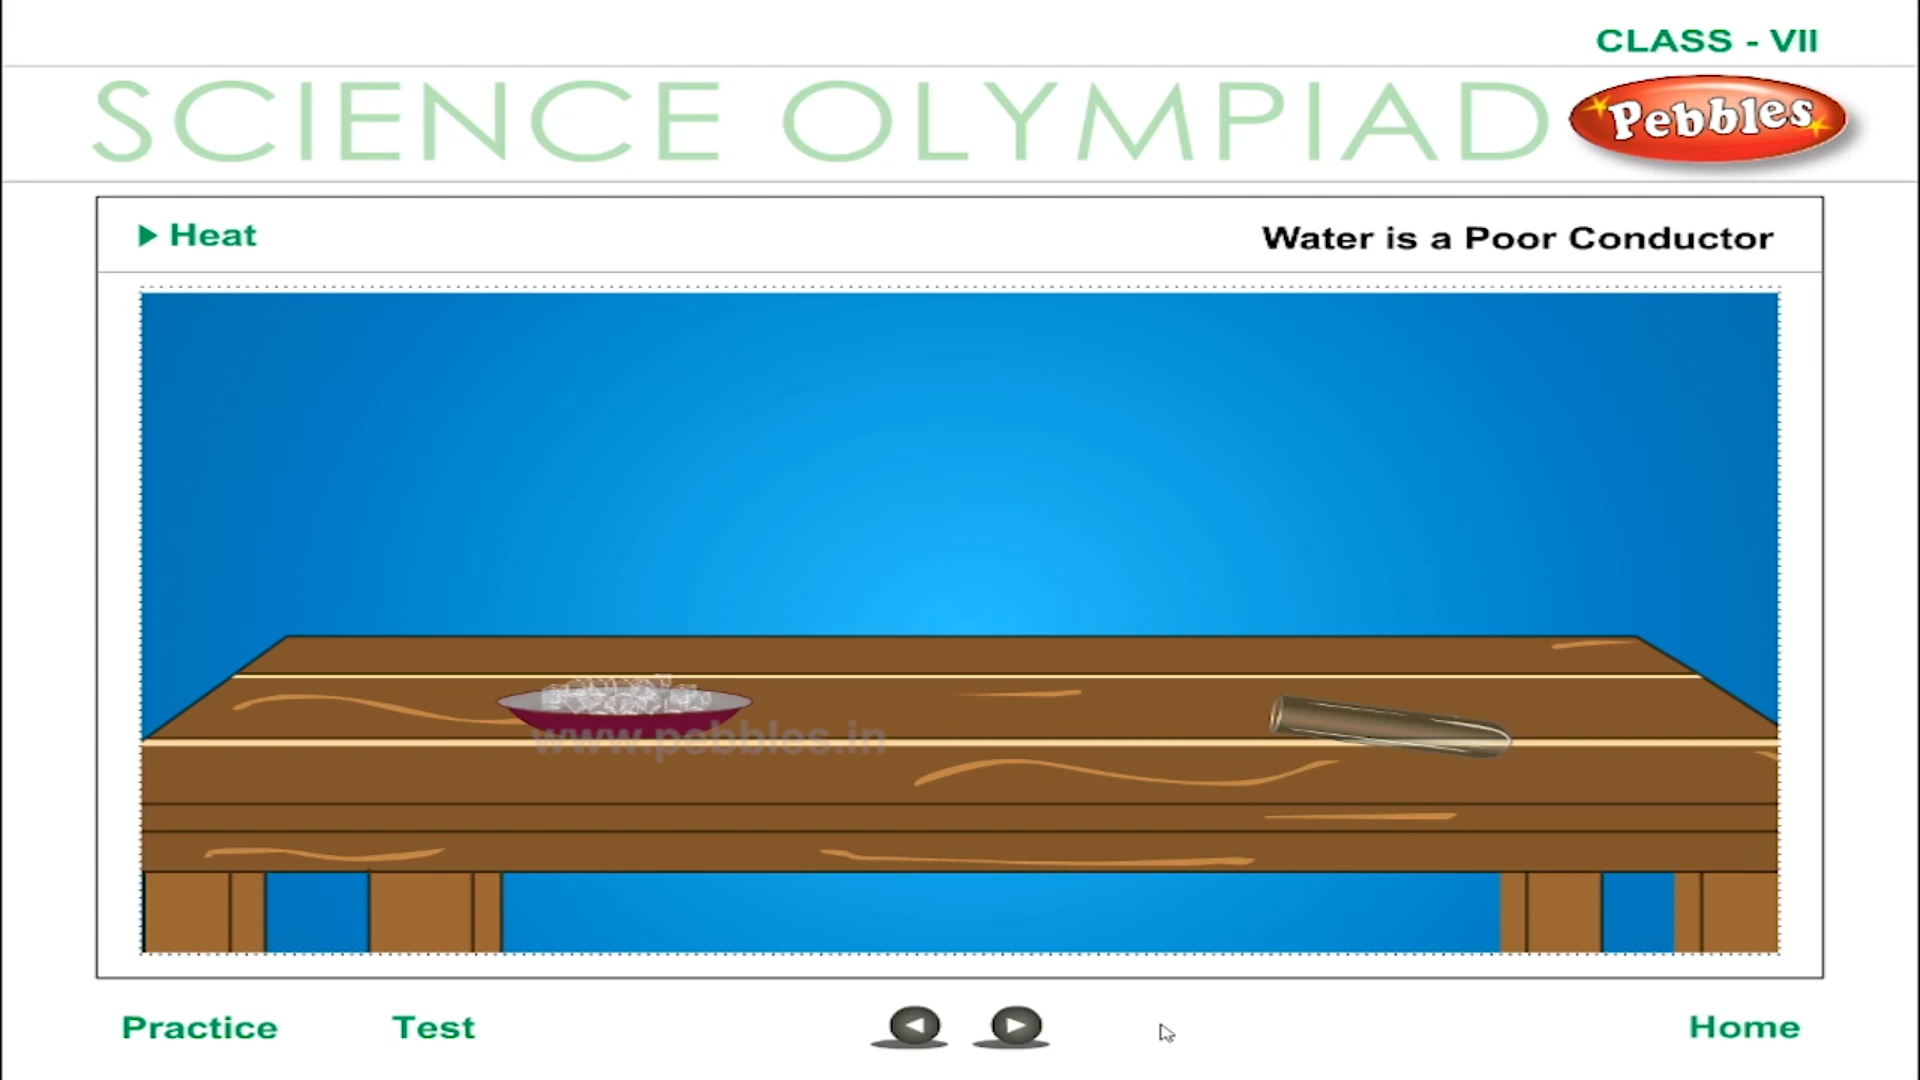 CLASS - VII
SCIENCE OLYMPIAD
Pebbles
Heat
Water is a Poor Conductor
www.pebbles.in
Practice
Test
Home